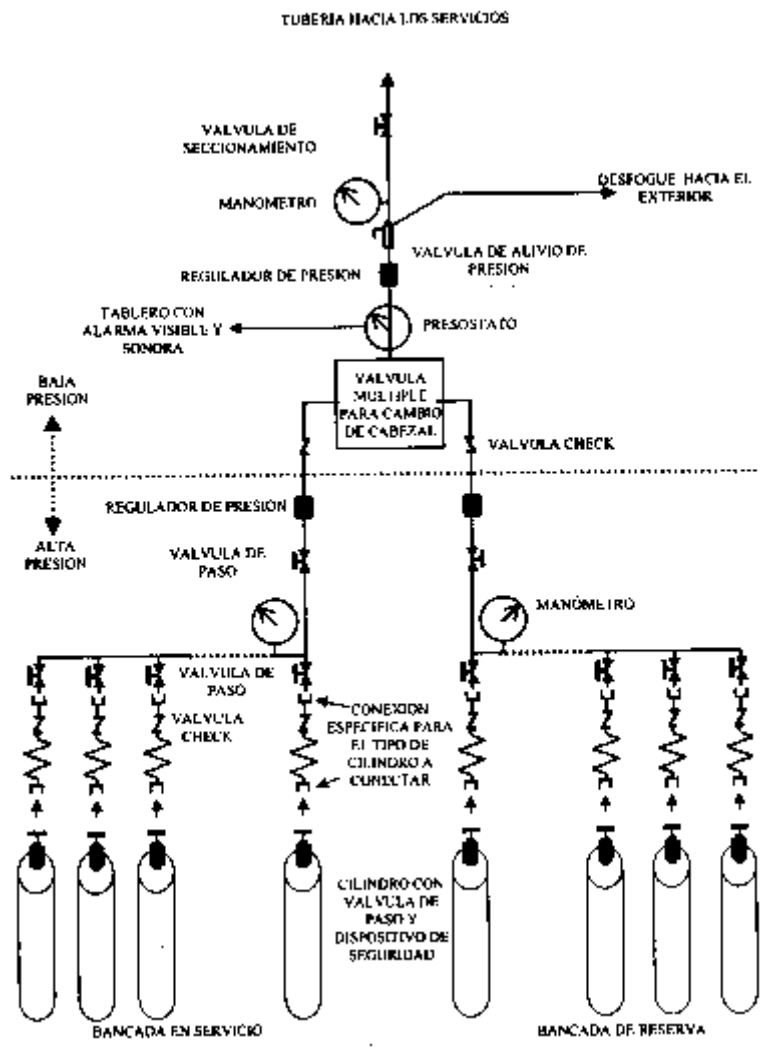 TUBERIA HACIA LOS SERVICIOS
VALVULA DE
SECCIONAMIENTO
MANOMETRO
DESFOGUE HACIA EL
EXTERIOR
VALVULA DE ALIVIO DE
PRESION
REGULADOR DE PRESION
TABLERO CON
ALARMA VISIBLE Y
SONORA
PRESOSTATO
VALVULA
MULTIPLE
PARA CAMBIO
DE CABEZAL
BAJA
PRESION
VALVULA CHECK
REGULADOR DE PRESION
ALTA
PRESION
VALVULA DE
PASO
MANÓMETRO
VALVULA DE
PASO
VALVULA
CHECK
CONEXION
ESPECIFICA PARA
EL TIPO DE
CILINDRO A
CONECTAR
CILINDRO CON
VALVULA DE
PASO Y
DISPOSITIVO DE
SEGURIDAD
BANCADA EN SERVICIO
BANCADA DE RESERVA